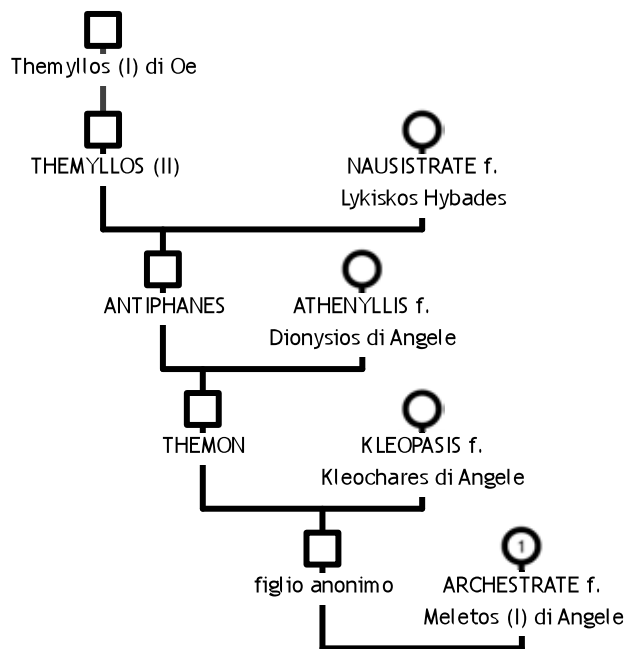 Themyllos (I) di Oe
THEMYLLOS (II)
NAUSISTRATE f.
Lykiskos Hybades
ANTIPHANES
ATHENYLLIS f.
Dionysios di Angele
THEMON
KLEOPASIS f.
Kleochares di Angele
figlio anonimo
1
ARCHESTRATE f.
Meletos (I) di Angele